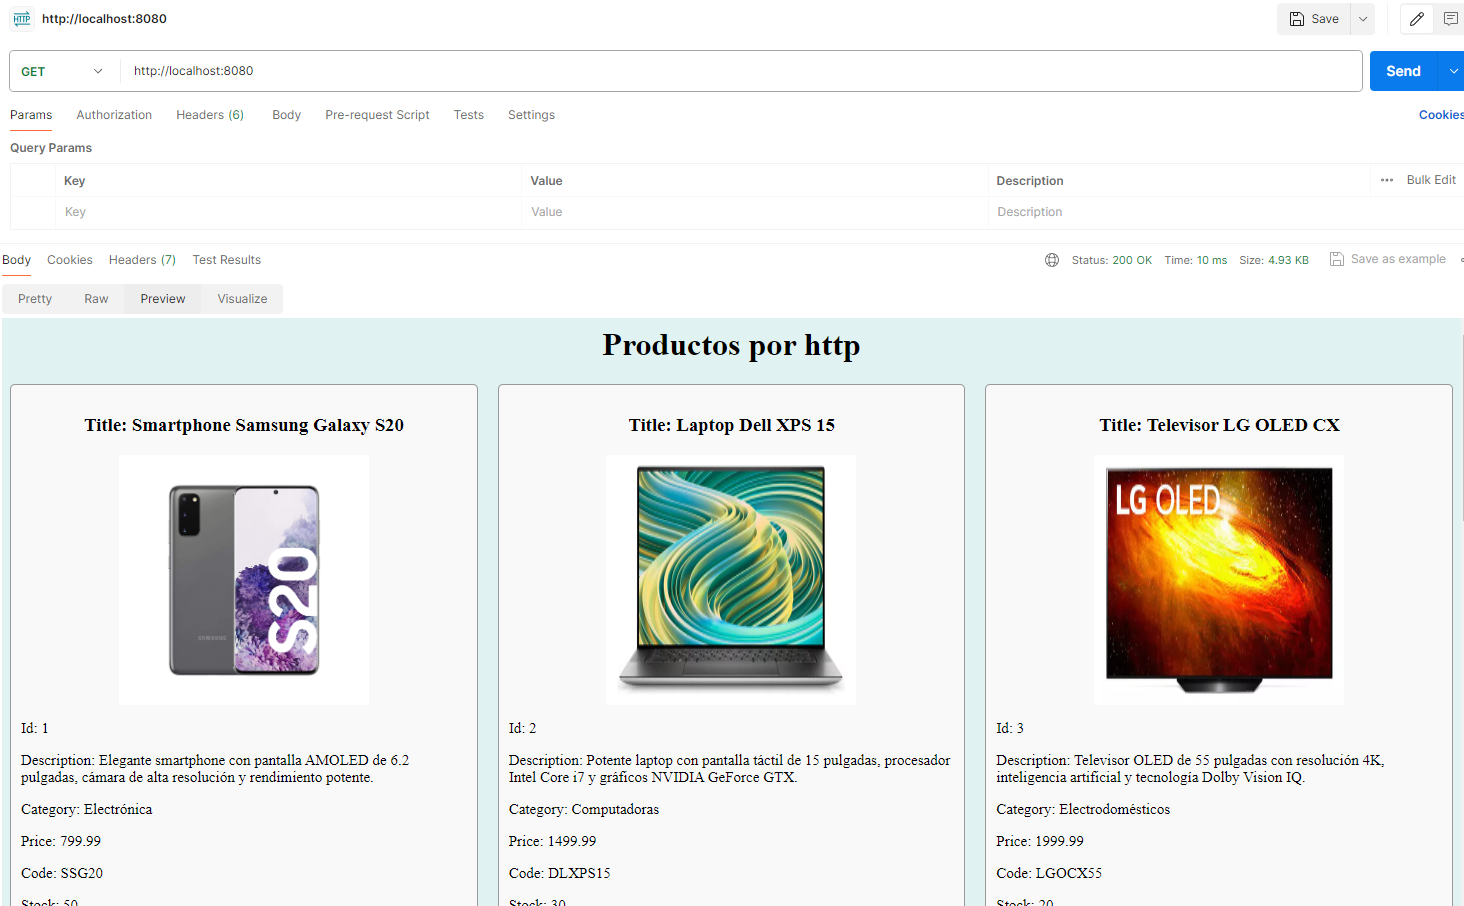 HTTP http://localhost:8080 Save
GET http://localhost:8080 Send
Params Authorization Headers (6) Body Pre-request Script Tests Settings Cookies
Query Params
Key Value Description ••• Bulk Edit
Key Value Description
Body Cookies Headers (7) Test Results Status: 200 OK Time: 10 ms Size: 4.93 KB Save as example
Pretty Raw Preview Visualize
Productos por http
Title: Smartphone Samsung Galaxy S20
S20
SAMSUNG
Id: 1
Description: Elegante smartphone con pantalla AMOLED de 6.2
pulgadas, cámara de alta resolución y rendimiento potente.
Category: Electrónica
Price: 799.99
Code: SSG20
Stock: 50
Title: Laptop Dell XPS 15
Id: 2
Description: Potente laptop con pantalla táctil de 15 pulgadas, procesador
Intel Core i7 y gráficos NVIDIA GeForce GTX.
Category: Computadoras
Price: 1499.99
Code: DLXPS15
Stock: 30
Title: Televisor LG OLED CX
LG OLED
Id: 3
Description: Televisor OLED de 55 pulgadas con resolución 4K,
inteligencia artificial y tecnología Dolby Vision IQ.
Category: Electrodomésticos
Price: 1999.99
Code: LGOCX55
Stock: 20